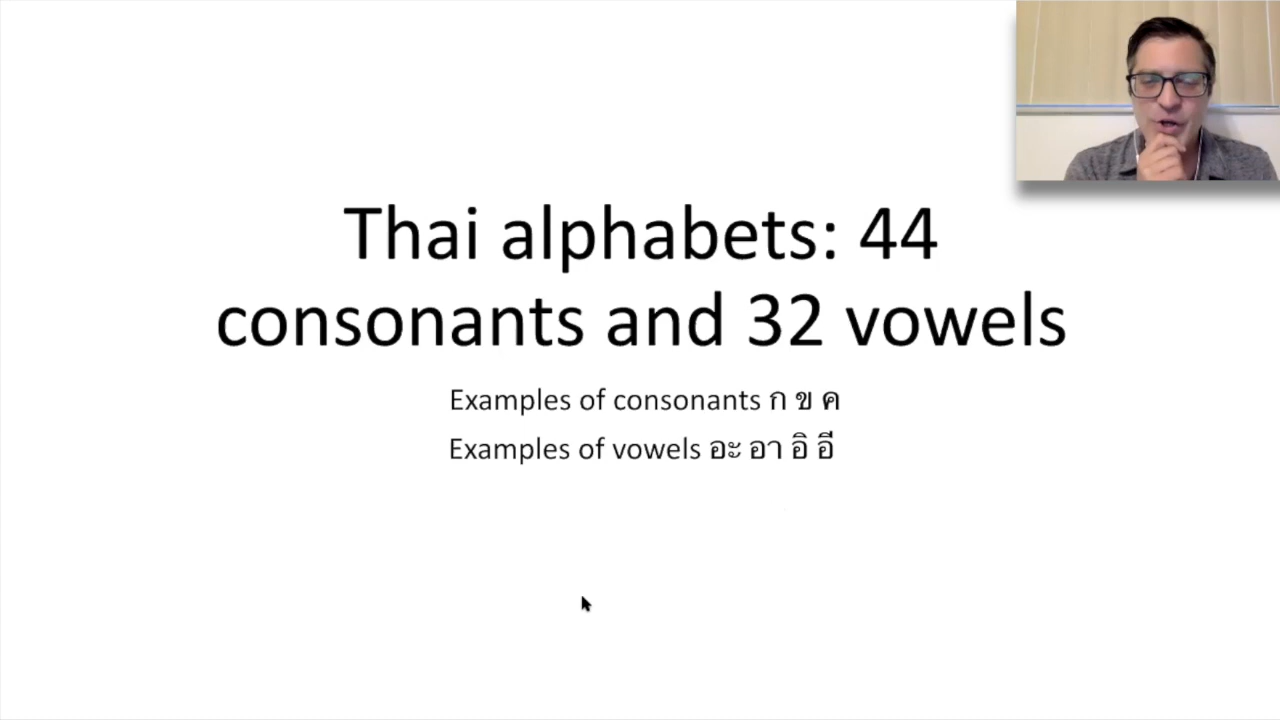 Thai alphabets: 44
consonants and 32 vowels
Examples of consonants ก ข ค
Examples of vowels อะ อา อิ อี